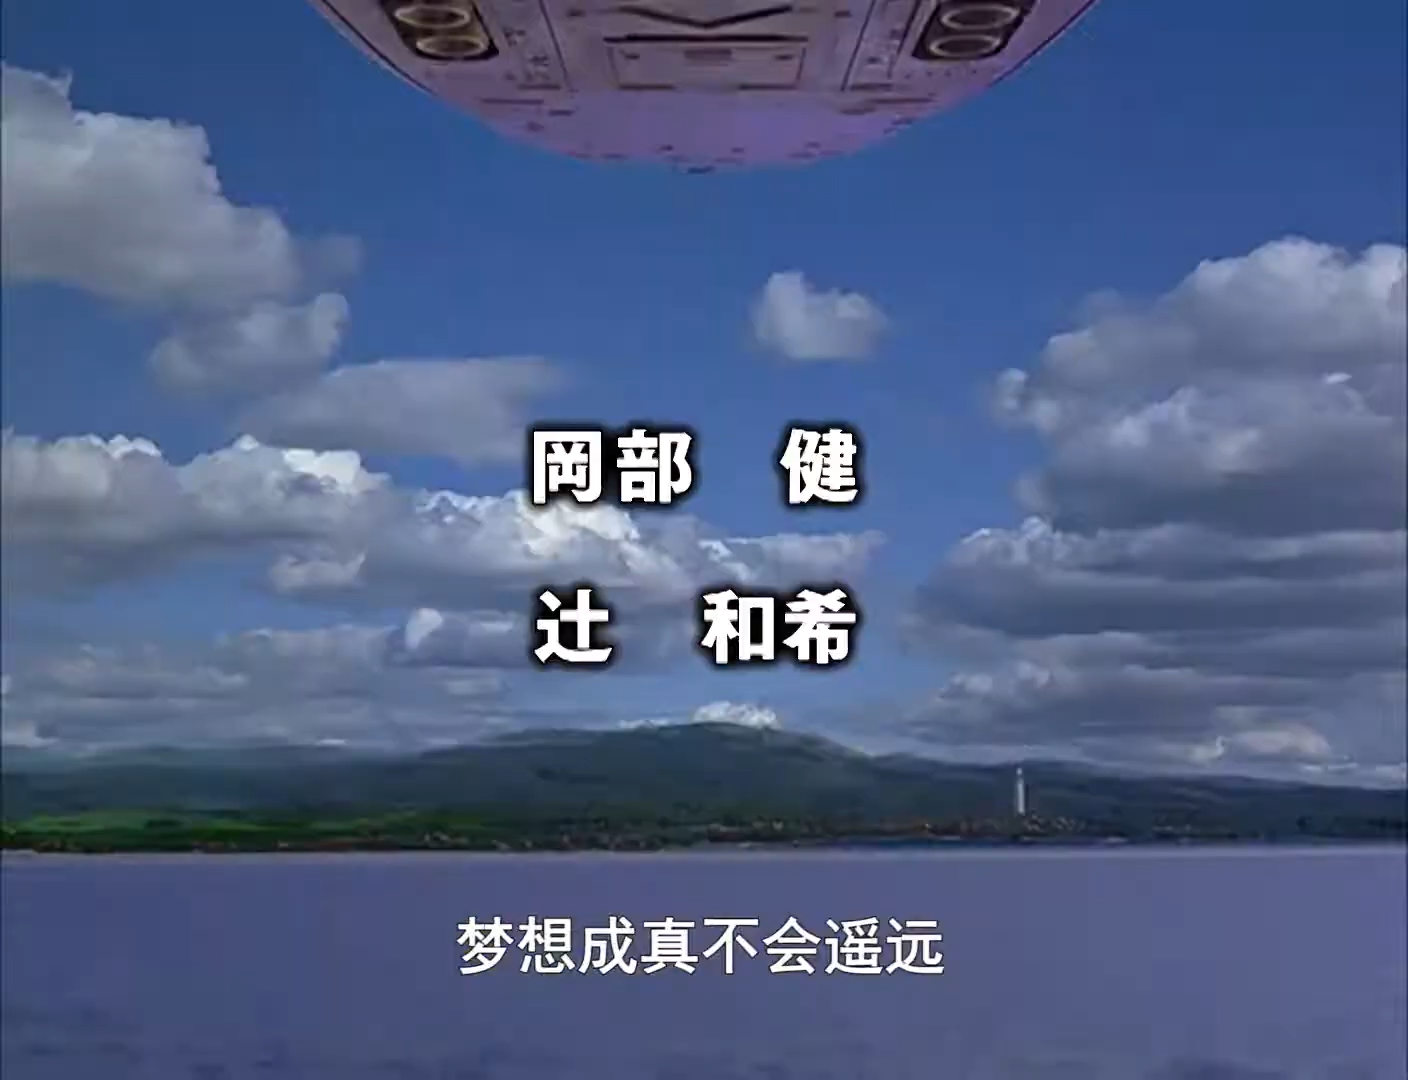 岡部　健
辻　和希
梦想成真不会遥远